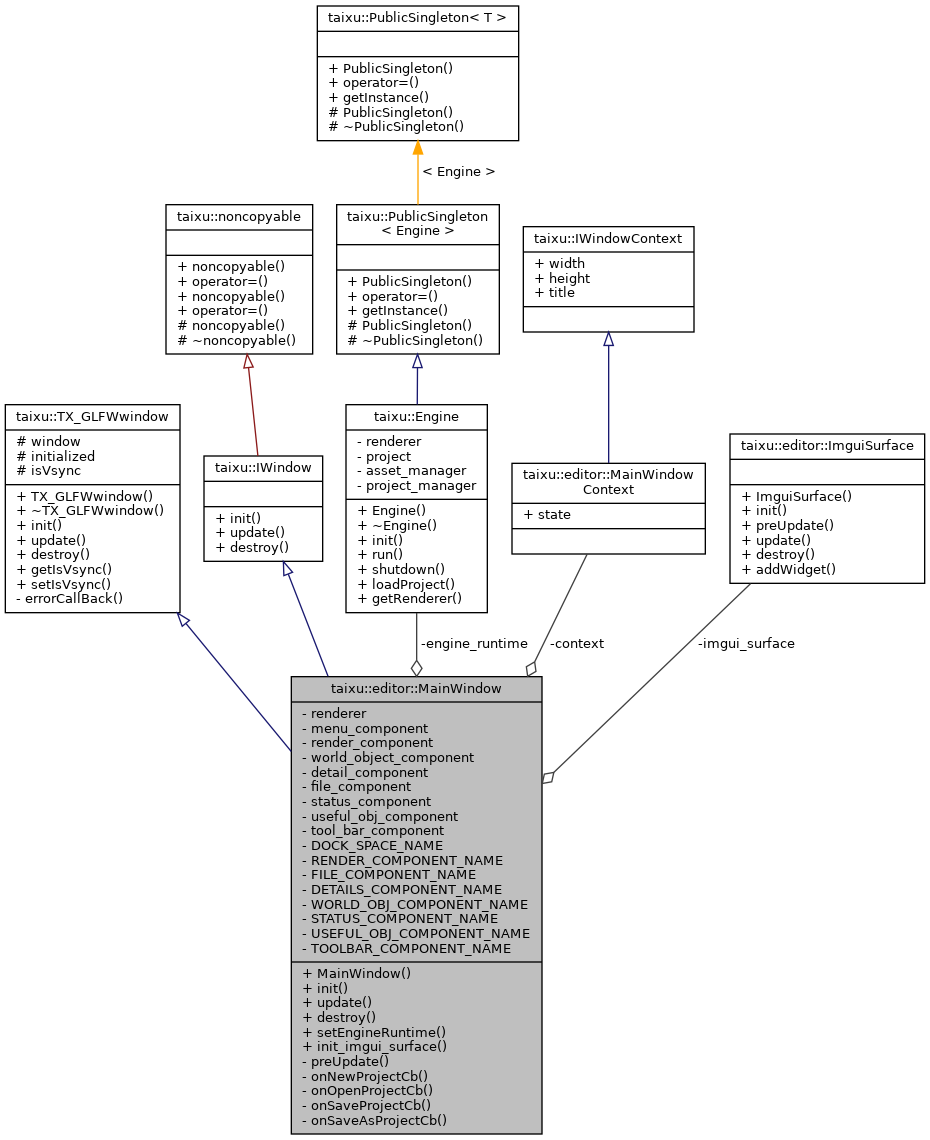 taixu::PublicSingleton< T >
+ PublicSingleton()
+ operator=()
+ getInstance()
# PublicSingleton()
# ~PublicSingleton()
< Engine >
taixu::noncopyable
+ noncopyable()
+ operator=()
+ noncopyable()
+ operator=()
# noncopyable()
# ~noncopyable()
taixu::PublicSingleton
< Engine >
+ PublicSingleton()
+ operator=()
+ getInstance()
# PublicSingleton()
# ~PublicSingleton()
taixu::IWindowContext
+ width
+ height
+ title
taixu::TX_GLFWwindow
# window
# initialized
# isVsync
+ TX_GLFWwindow()
+ ~TX_GLFWwindow()
+ init()
+ update()
+ destroy()
+ getIsVsync()
+ setIsVsync()
- errorCallBack()
taixu::IWindow
+ init()
+ update()
+ destroy()
taixu::Engine
- renderer
- project
- asset_manager
- project_manager
+ Engine()
+ ~Engine()
+ init()
+ run()
+ shutdown()
+ loadProject()
+ getRenderer()
taixu::editor::MainWindow
Context
+ state
taixu::editor::ImguiSurface
+ ImguiSurface()
+ init()
+ preUpdate()
+ update()
+ destroy()
+ addWidget()
-engine_runtime
-context
-imgui_surface
taixu::editor::MainWindow
- renderer
- menu_component
- render_component
- world_object_component
- detail_component
- file_component
- status_component
- useful_obj_component
- tool_bar_component
- DOCK_SPACE_NAME
- RENDER_COMPONENT_NAME
- FILE_COMPONENT_NAME
- DETAILS_COMPONENT_NAME
- WORLD_OBJ_COMPONENT_NAME
- STATUS_COMPONENT_NAME
- USEFUL_OBJ_COMPONENT_NAME
- TOOLBAR_COMPONENT_NAME
+ MainWindow()
+ init()
+ update()
+ destroy()
+ setEngineRuntime()
+ init_imgui_surface()
- preUpdate()
- onNewProjectCb()
- onOpenProjectCb()
- onSaveProjectCb()
- onSaveAsProjectCb()